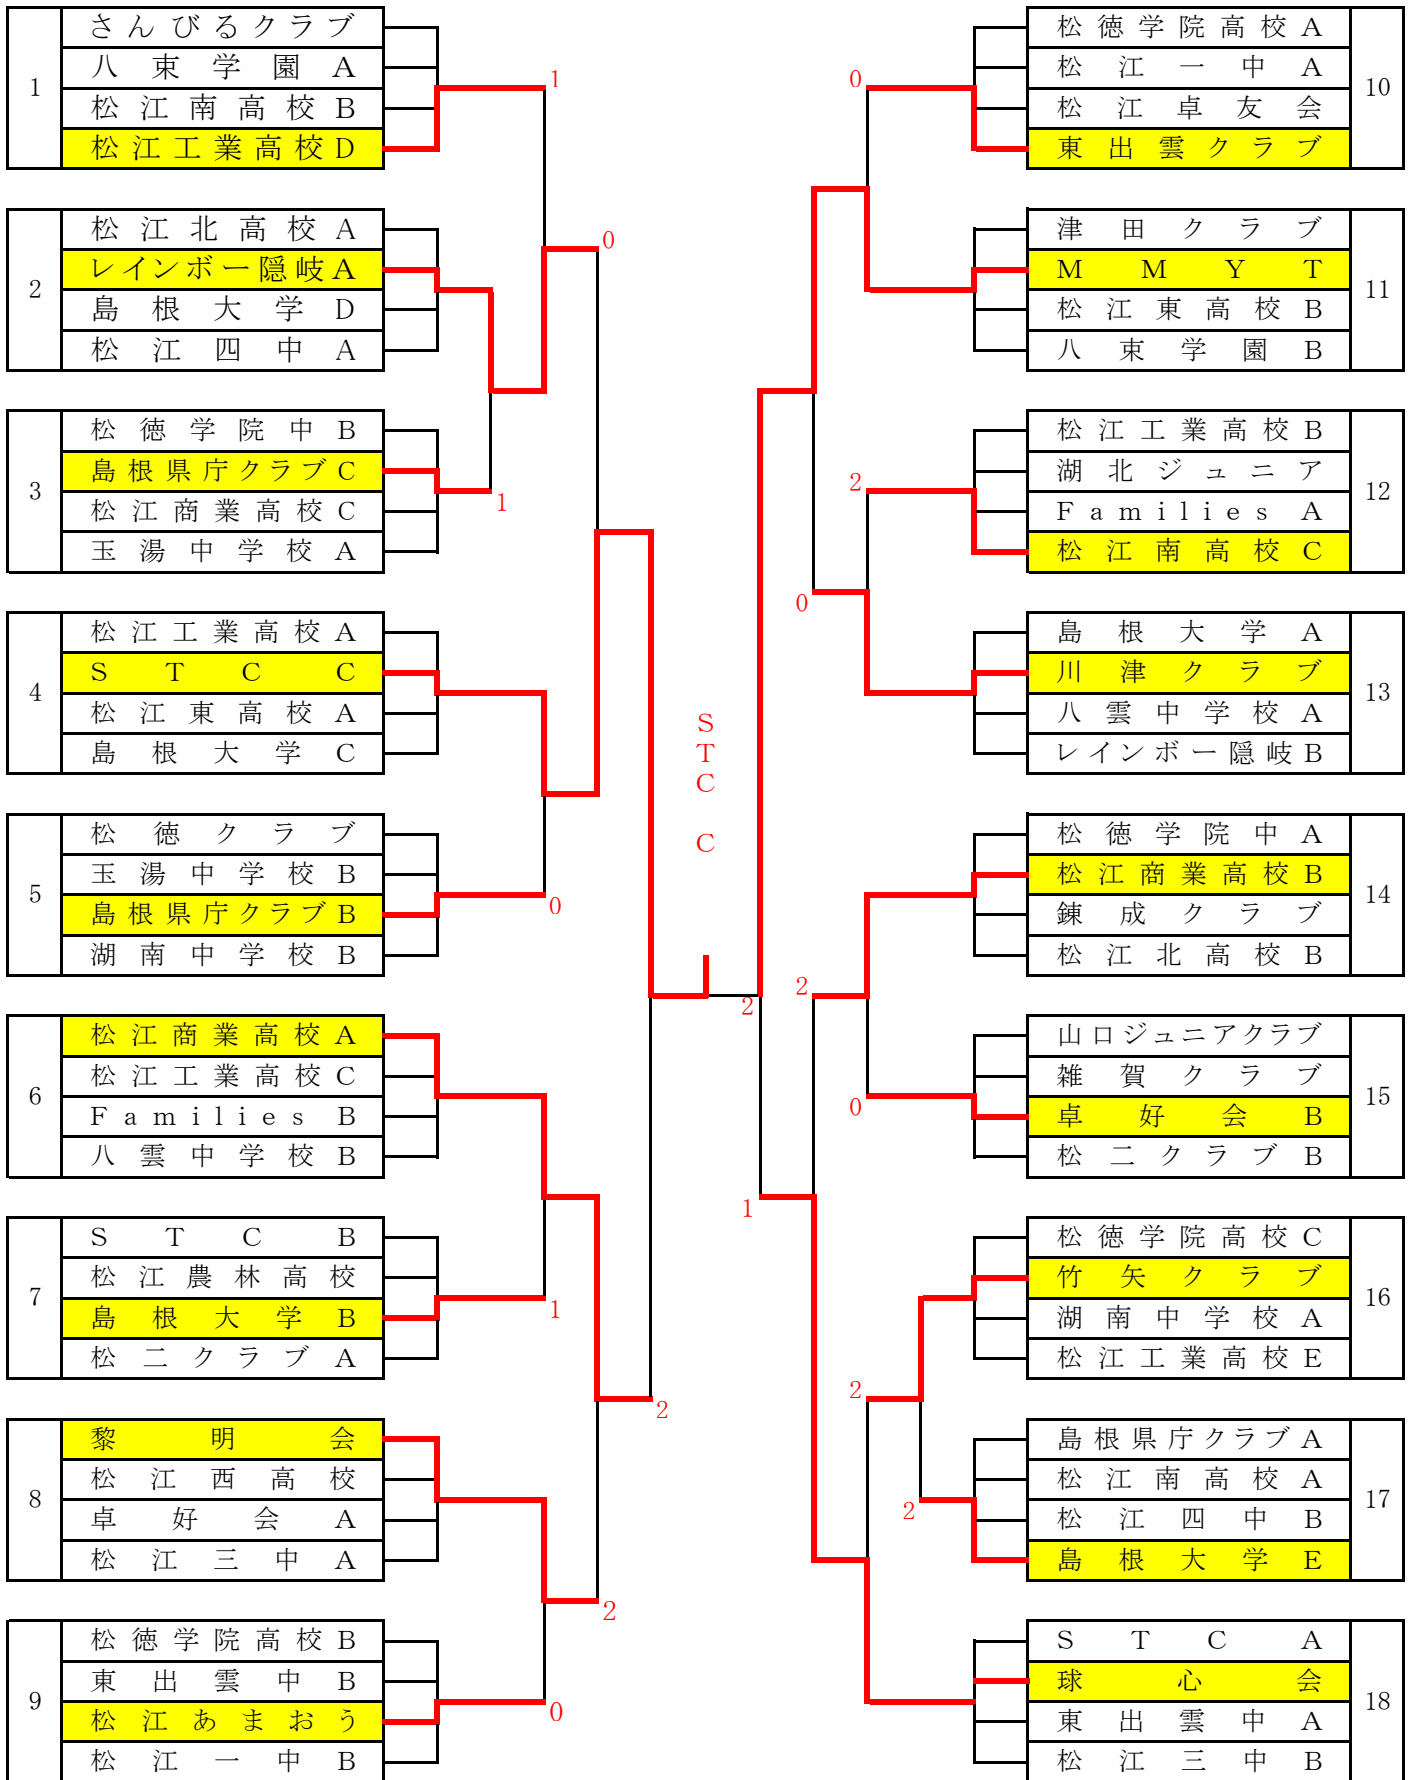 1
さんびるクラブ
八東学園A
松江南高校B
松江工業高校D
2
松江北高校A
レインボー隠岐A
島根大学D
松江四中A
3
松徳学院中B
島根県庁クラブC
松江商業高校C
玉湯中学校A
4
松江工業高校A
STC C
松江東高校A
島根大学C
5
松徳クラブ
玉湯中学校B
島根県庁クラブB
湖南中学校B
6
松江商業高校A
松江工業高校C
Families B
八雲中学校B
7
STC B
松江農林高校
島根大学B
松二クラブA
8
黎明会
松江西高校
卓好会A
松江三中A
9
松徳学院高校B
東出雲中B
松江あまおう
松江一中B
1
0
1
0
1
2
2
0
STC C
2
0
2
0
2
0
1
2
2
松徳学院高校A
松江一中A
松江卓友会
東出雲クラブ
10
津田クラブ
MMYT
松江東高校B
八東学園B
11
松江工業高校B
湖北ジュニア
Families A
松江南高校C
12
島根大学A
川津クラブ
八雲中学校A
レインボー隠岐B
13
松徳学院中A
松江商業高校B
錬成クラブ
松江北高校B
14
山口ジュニアクラブ
雑賀クラブ
卓好会B
松二クラブB
15
松徳学院高校C
竹矢クラブ
湖南中学校A
松江工業高校E
16
島根県庁クラブA
松江南高校A
松江四中B
島根大学E
17
STC A
球心会
東出雲中A
松江三中B
18